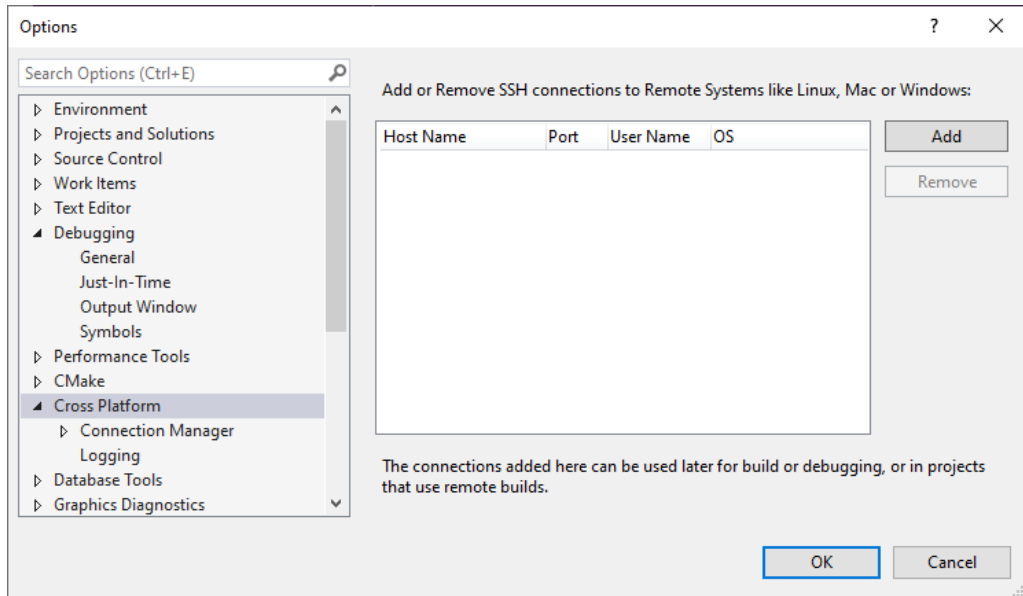 Options
?
Search Options (Ctrl+E)
Environment
Projects and Solutions
Source Control
Work Items
Text Editor
Debugging
General
Just-In-Time
Output Window
Symbols
Performance Tools
CMake
Cross Platform
Connection Manager
Logging
Database Tools
Graphics Diagnostics
Add or Remove SSH connections to Remote Systems like Linux, Mac or Windows:
Host Name Port User Name OS
Add
Remove
The connections added here can be used later for build or debugging, or in projects
that use remote builds.
OK
Cancel